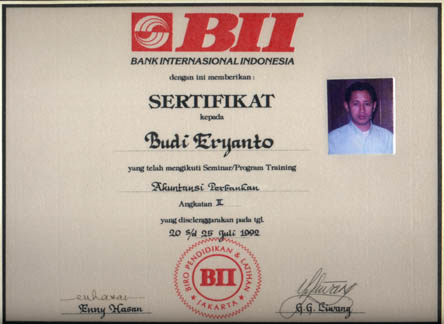 BII
BANK INTERNASIONAL INDONESIA
dengan ini memberikan :
SERTIFIKAT
kepada
Budi Eryanto
yang telah mengikuti Seminar/Program Training
Akuntansi Perbankan
Angkatan II
yang diselenggarakan pada tgl.
20 S/d 25 Juli 1992
BIRO PENDIDIKAN & LATIHAN
BII
JAKARTA
Enny Hasan
G.G. Liwang